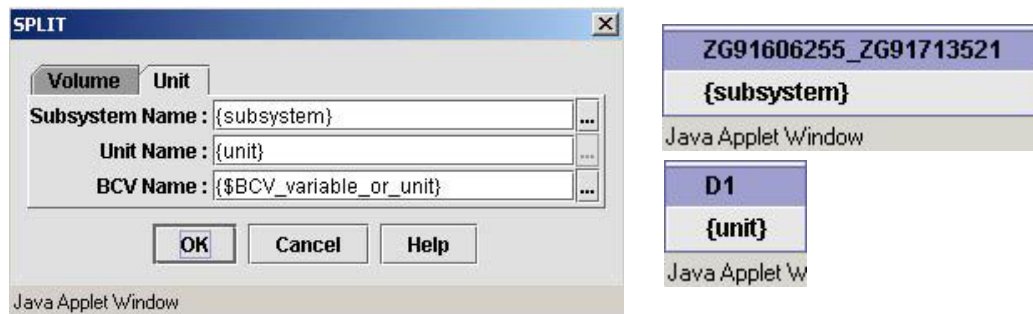 SPLIT
Volume Unit
Subsystem Name : {subsystem} ...
Unit Name : {unit} ...
BCV Name : {$BCV_variable_or_unit} ...
OK Cancel Help
Java Applet Window
ZG91606255_ZG91713521
{subsystem}
Java Applet Window
D1
{unit}
Java Applet W